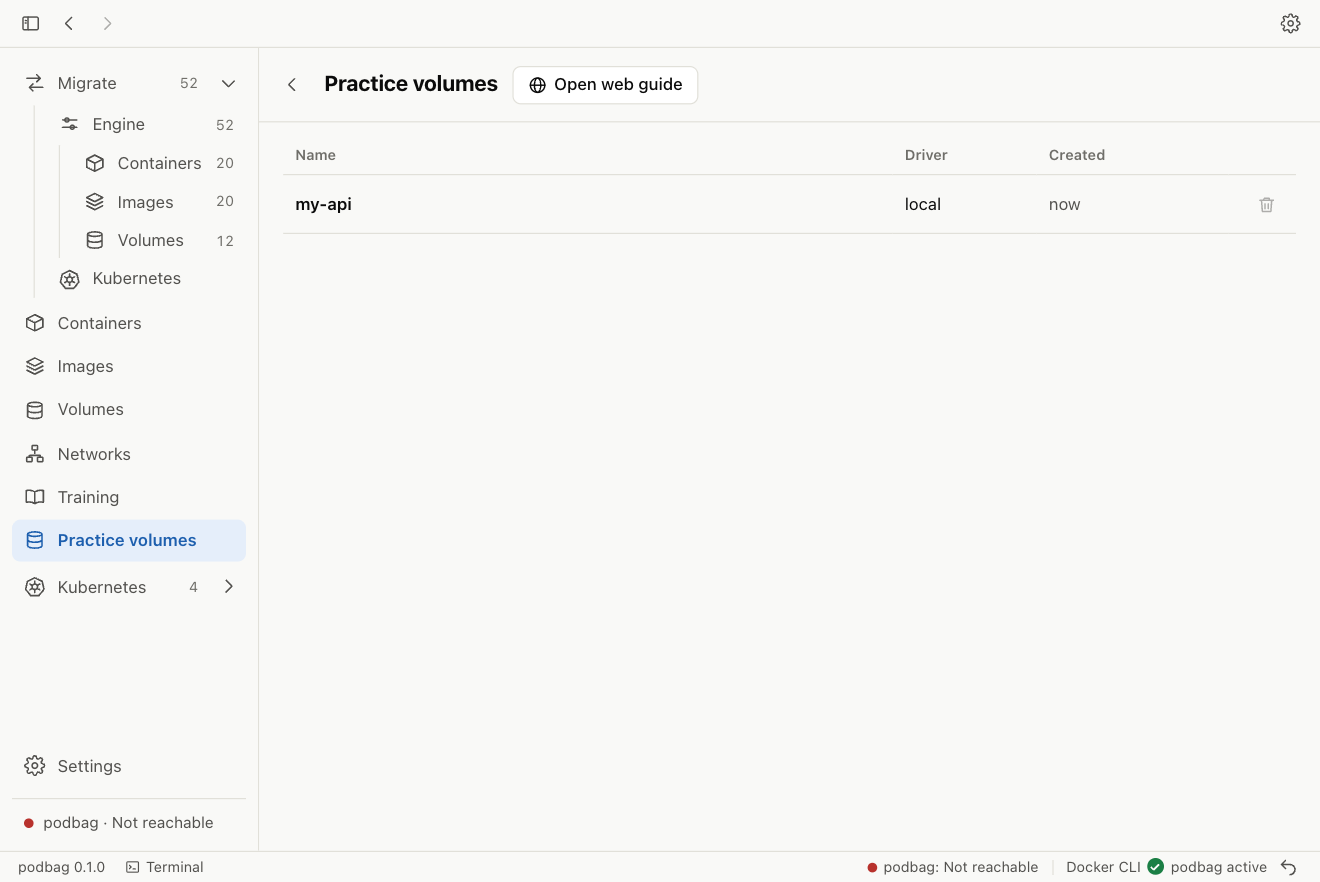 Migrate 52
Engine 52
Containers 20
Images 20
Volumes 12
Kubernetes
Containers
Images
Volumes
Networks
Training
Practice volumes
Kubernetes 4
Settings
podbag · Not reachable
Practice volumes Open web guide
Name Driver Created
my-api local now
podbag 0.1.0 Terminal podbag: Not reachable Docker CLI podbag active